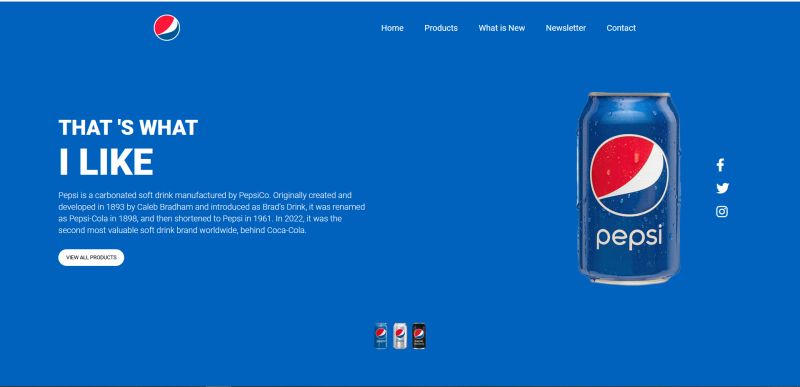 Home
Products
What is New
Newsletter
Contact
THAT 'S WHAT
I LIKE
Pepsi is a carbonated soft drink manufactured by PepsiCo. Originally created and
developed in 1893 by Caleb Bradham and introduced as Brad's Drink, it was renamed
as Pepsi-Cola in 1898, and then shortened to Pepsi in 1961. In 2022, it was the
second most valuable soft drink brand worldwide, behind Coca-Cola.
VIEW ALL PRODUCTS
pepsi